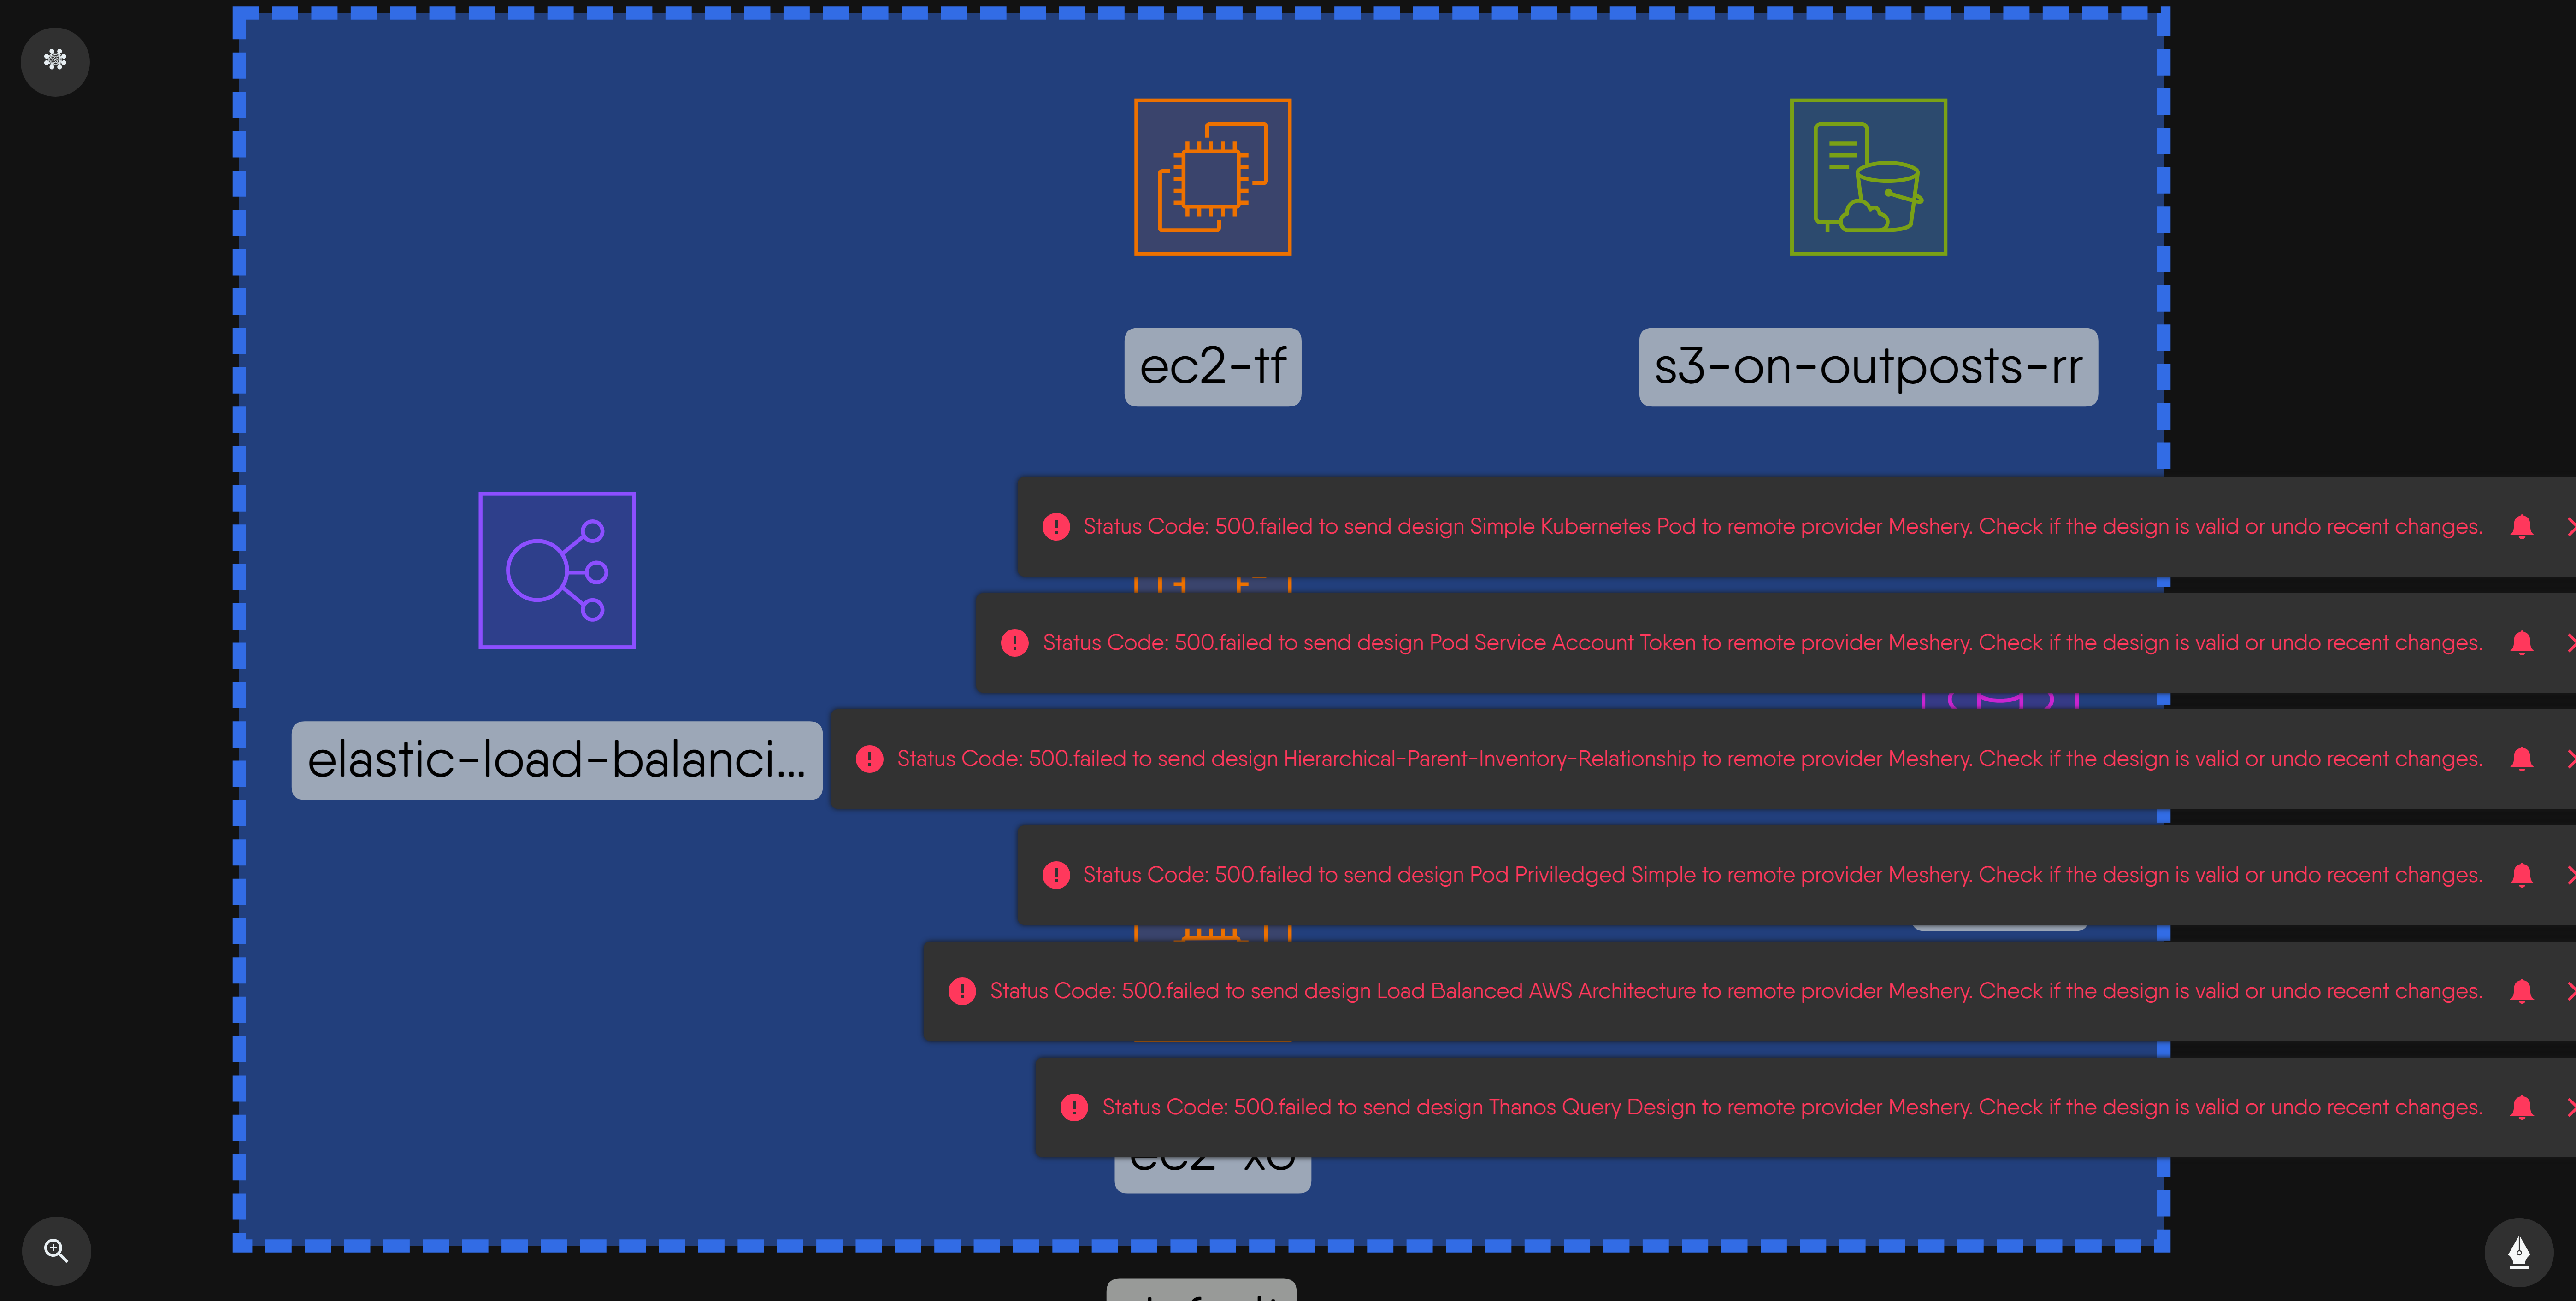 ec2-tf
s3-on-outposts-rr
Status Code: 500.failed to send design Simple Kubernetes Pod to remote provider Meshery. Check if the design is valid or undo recent changes.
Status Code: 500.failed to send design Pod Service Account Token to remote provider Meshery. Check if the design is valid or undo recent changes.
elastic-load-balanci...
Status Code: 500.failed to send design Hierarchical-Parent-Inventory-Relationship to remote provider Meshery. Check if the design is valid or undo recent changes.
Status Code: 500.failed to send design Pod Priviledged Simple to remote provider Meshery. Check if the design is valid or undo recent changes.
Status Code: 500.failed to send design Load Balanced AWS Architecture to remote provider Meshery. Check if the design is valid or undo recent changes.
Status Code: 500.failed to send design Thanos Query Design to remote provider Meshery. Check if the design is valid or undo recent changes.